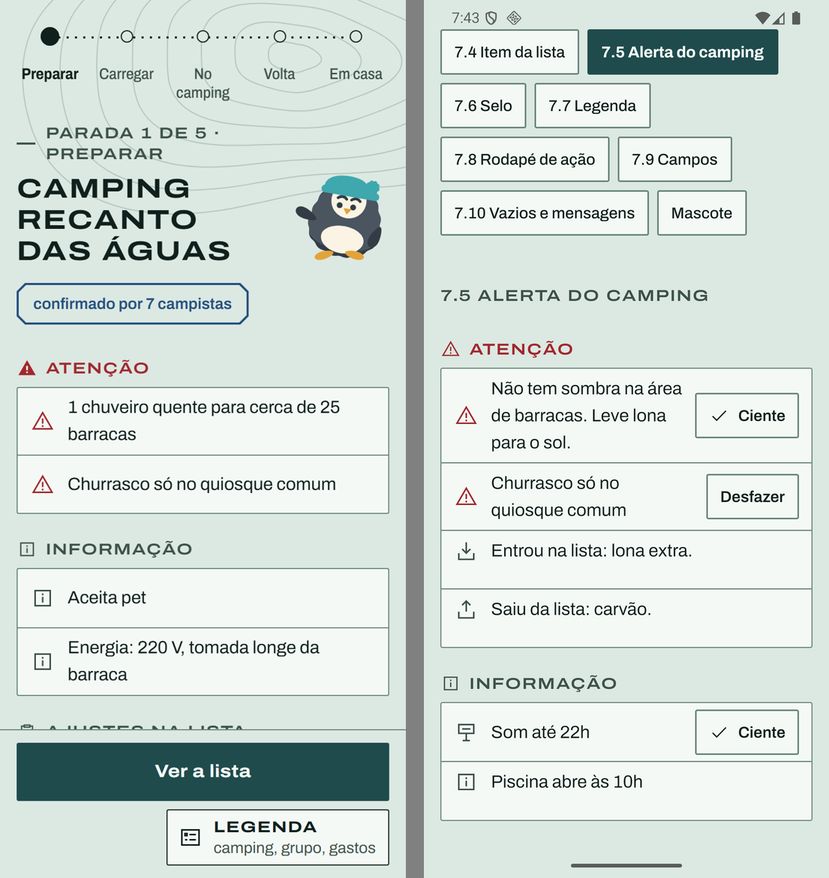 Preparar
Carregar
No
camping
Volta
Em casa
PARADA 1 DE 5 ·
PREPARAR
CAMPING
RECANTO
DAS ÁGUAS
confirmado por 7 campistas
ATENÇÃO
1 chuveiro quente para cerca de 25
barracas
Churrasco só no quiosque comum
INFORMAÇÃO
Aceita pet
Energia: 220 V, tomada longe da
barraca
AJUSTES NA LISTA
Ver a lista
LEGENDA
camping, grupo, gastos
7:43
7.4 Item da lista
7.5 Alerta do camping
7.6 Selo
7.7 Legenda
7.8 Rodapé de ação
7.9 Campos
7.10 Vazios e mensagens
Mascote
7.5 ALERTA DO CAMPING
ATENÇÃO
Não tem sombra na área
de barracas. Leve lona
para o sol.
Ciente
Churrasco só no
quiosque comum
Desfazer
Entrou na lista: lona extra.
Saiu da lista: carvão.
INFORMAÇÃO
Som até 22h
Ciente
Piscina abre às 10h